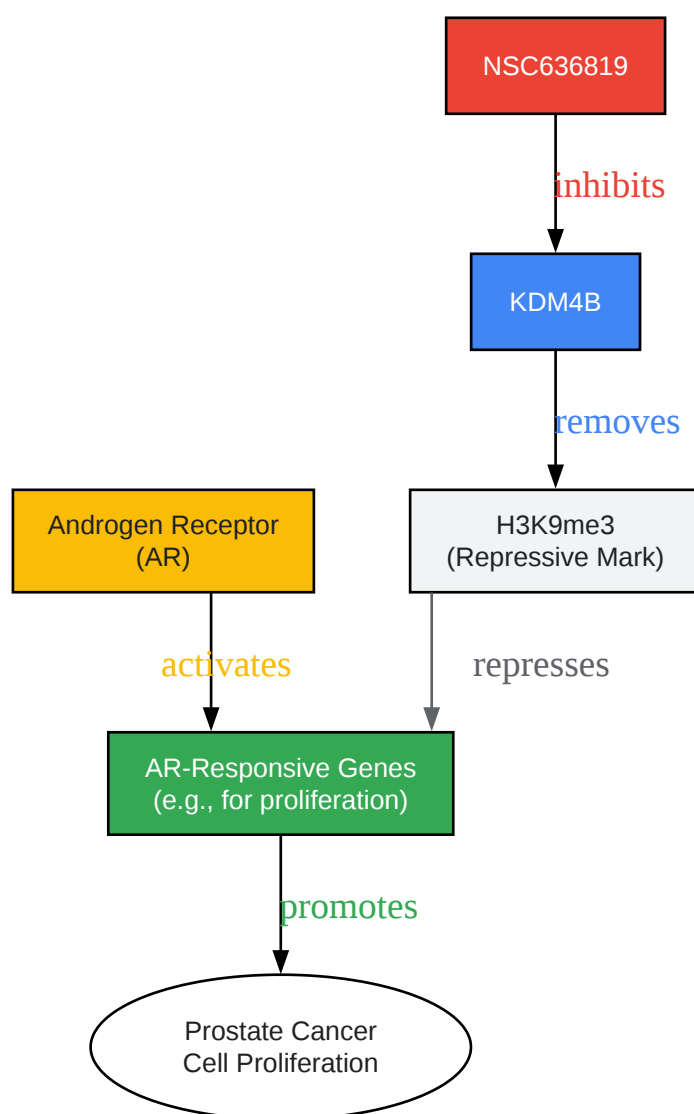 NSC636819
inhibits
KDM4B
removes
Androgen Receptor
(AR)
H3K9me3
(Repressive Mark)
activates
represses
AR-Responsive Genes
(e.g., for proliferation)
promotes
Prostate Cancer
Cell Proliferation